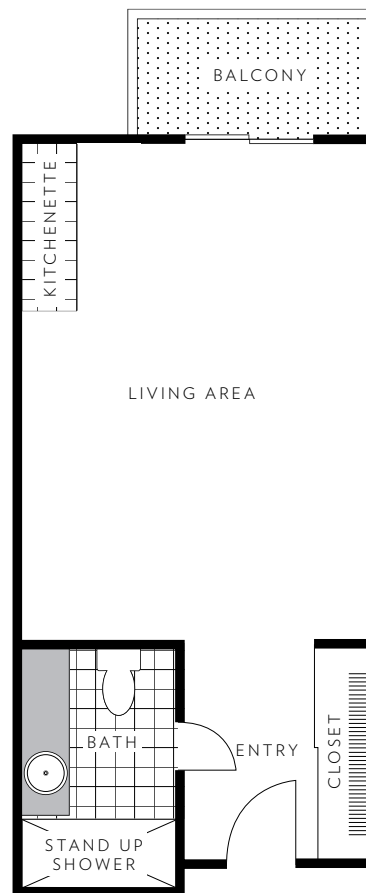 BALCONY
KITCHENETTE
LIVING AREA
BATH
ENTRY
CLOSET
STAND UP
SHOWER